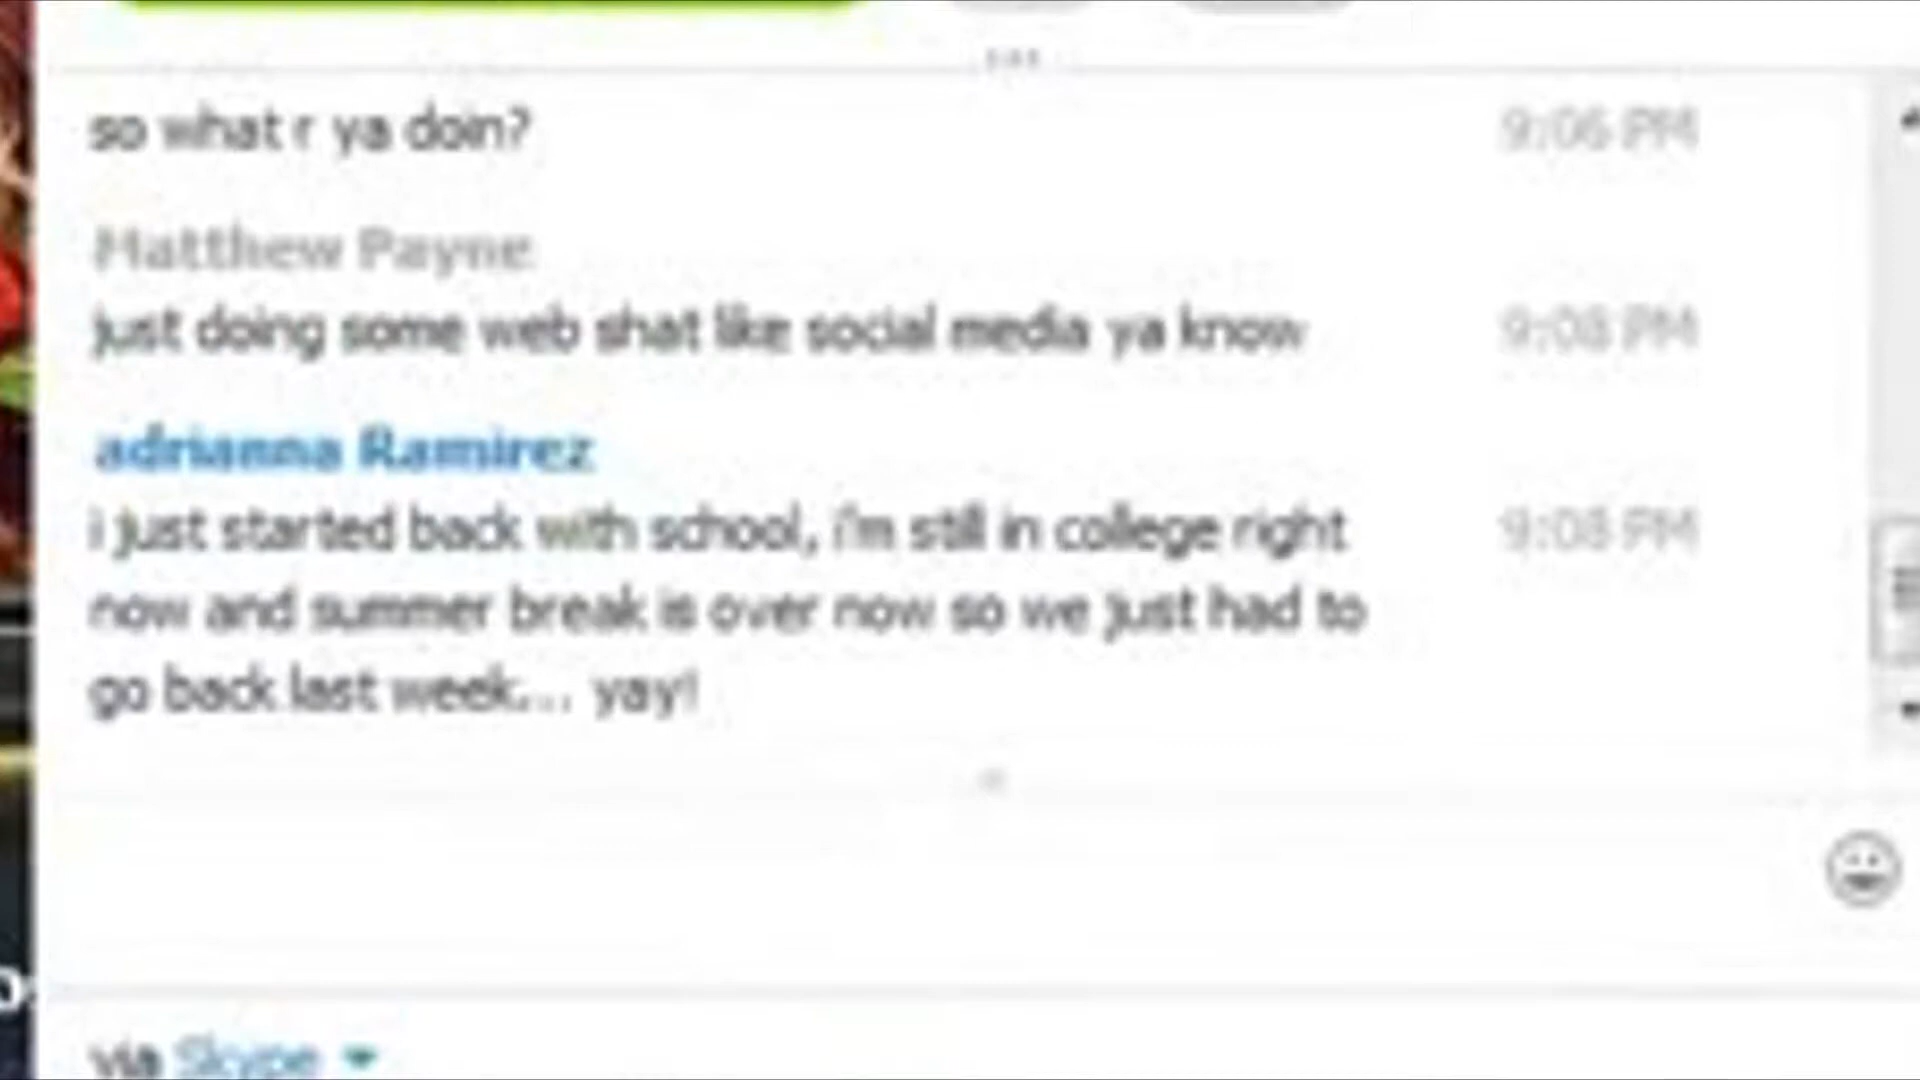 so what r ya doin?
9:06 PM
Matthew Payne
just doing some web shat like social media ya know
9:08 PM
adrianna Ramirez
i just started back with school, i'm still in college right
9:08 PM
now and summer break is over now so we just had to
go back last week... yay!
via Skype